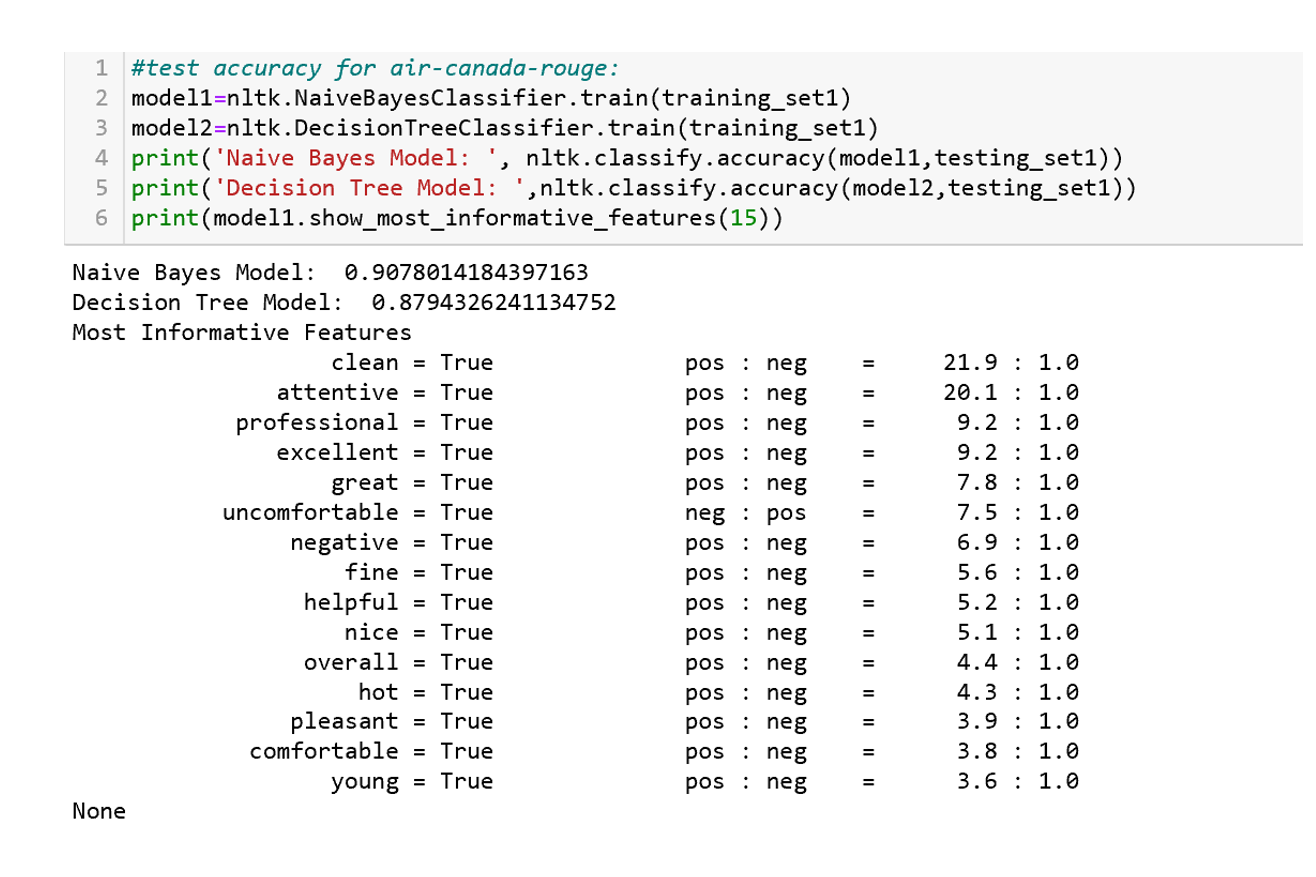 1 #test accuracy for air-canada-rouge:
2 model1=nltk.NaiveBayesClassifier.train(training_set1)
3 model2=nltk.DecisionTreeClassifier.train(training_set1)
4 print('Naive Bayes Model: ', nltk.classify.accuracy(model1,testing_set1))
5 print('Decision Tree Model: ',nltk.classify.accuracy(model2,testing_set1))
6 print(model1.show_most_informative_features(15))
Naive Bayes Model:  0.9078014184397163
Decision Tree Model:  0.8794326241134752
Most Informative Features
clean = True pos : neg = 21.9 : 1.0
attentive = True pos : neg = 20.1 : 1.0
professional = True pos : neg = 9.2 : 1.0
excellent = True pos : neg = 9.2 : 1.0
great = True pos : neg = 7.8 : 1.0
uncomfortable = True neg : pos = 7.5 : 1.0
negative = True pos : neg = 6.9 : 1.0
fine = True pos : neg = 5.6 : 1.0
helpful = True pos : neg = 5.2 : 1.0
nice = True pos : neg = 5.1 : 1.0
overall = True pos : neg = 4.4 : 1.0
hot = True pos : neg = 4.3 : 1.0
pleasant = True pos : neg = 3.9 : 1.0
comfortable = True pos : neg = 3.8 : 1.0
young = True pos : neg = 3.6 : 1.0
None